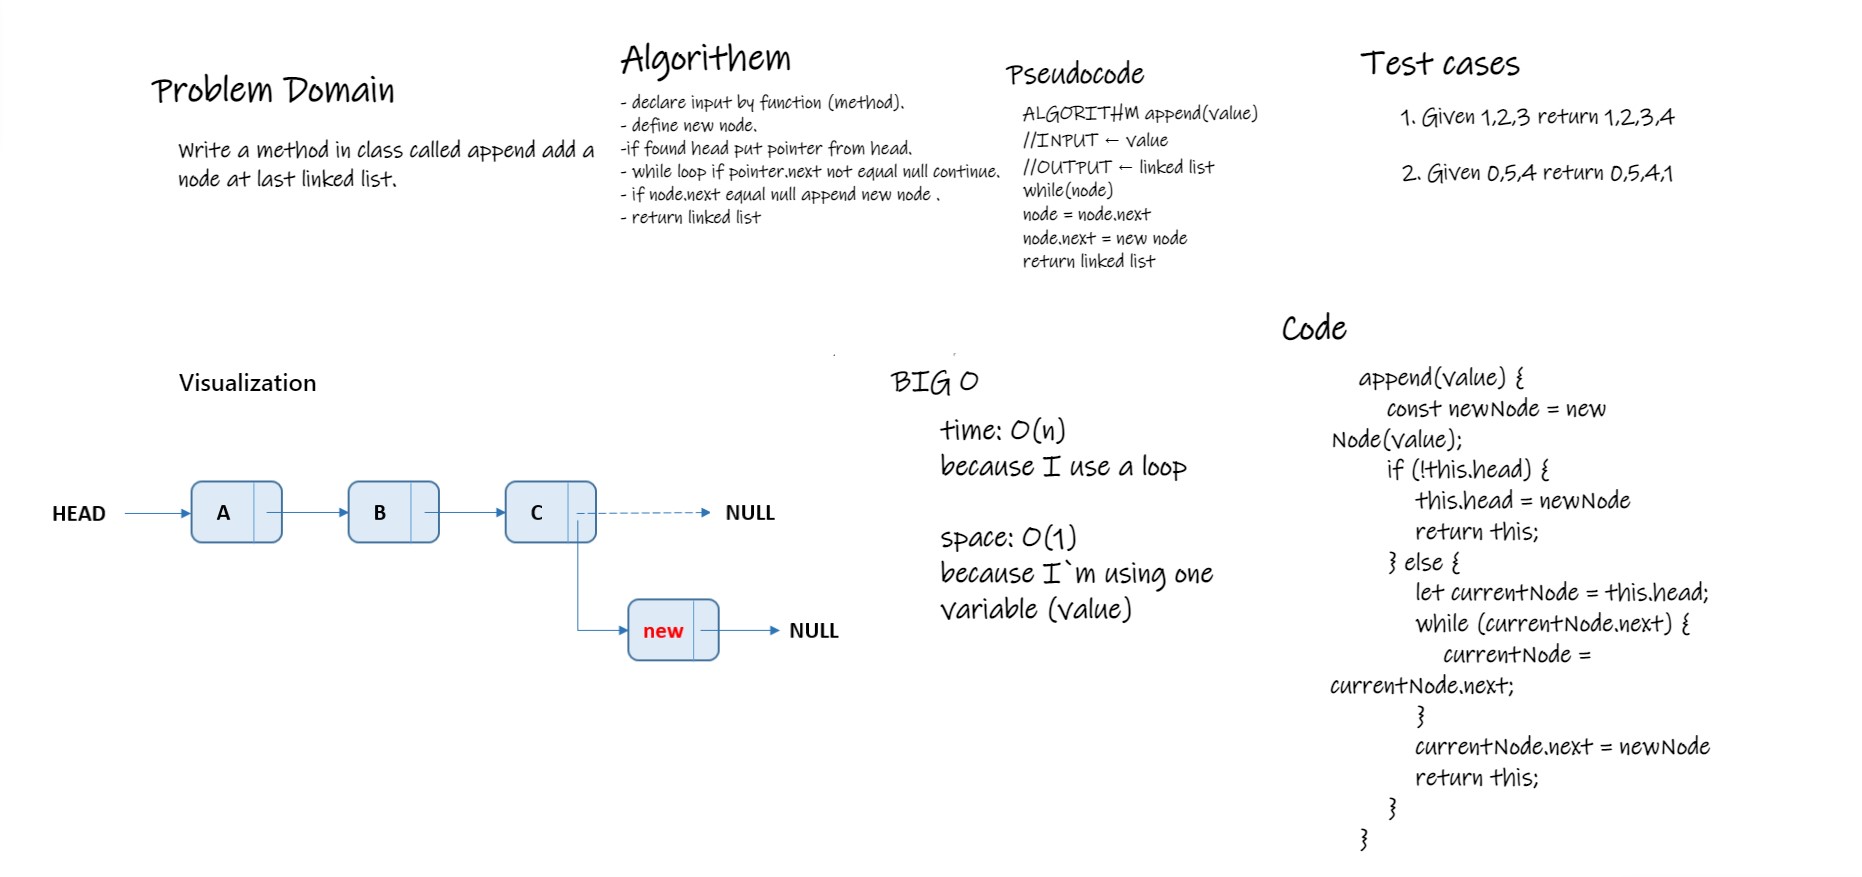 Problem Domain
Write a method in class called append add a
node at last linked list.
Algorithem
- declare input by function (method).
- define new node.
-if found head put pointer from head.
- while loop if pointer.next not equal null continue.
- if node.next equal null append new node .
- return linked list
Pseudocode
ALGORITHM append(value)
//INPUT ← value
//OUTPUT ← linked list
while(node)
node = node.next
node.next = new node
return linked list
Test cases
1. Given 1,2,3 return 1,2,3,4
2. Given 0,5,4 return 0,5,4,1
Visualization
HEAD A B C NULL
new NULL
BIG O
time: O(n)
because I use a loop
space: O(1)
because I`m using one
variable (value)
Code
append(value) {
const newNode = new
Node(value);
if (!this.head) {
this.head = newNode
return this;
} else {
let currentNode = this.head;
while (currentNode.next) {
currentNode =
currentNode.next;
}
currentNode.next = newNode
return this;
}
}